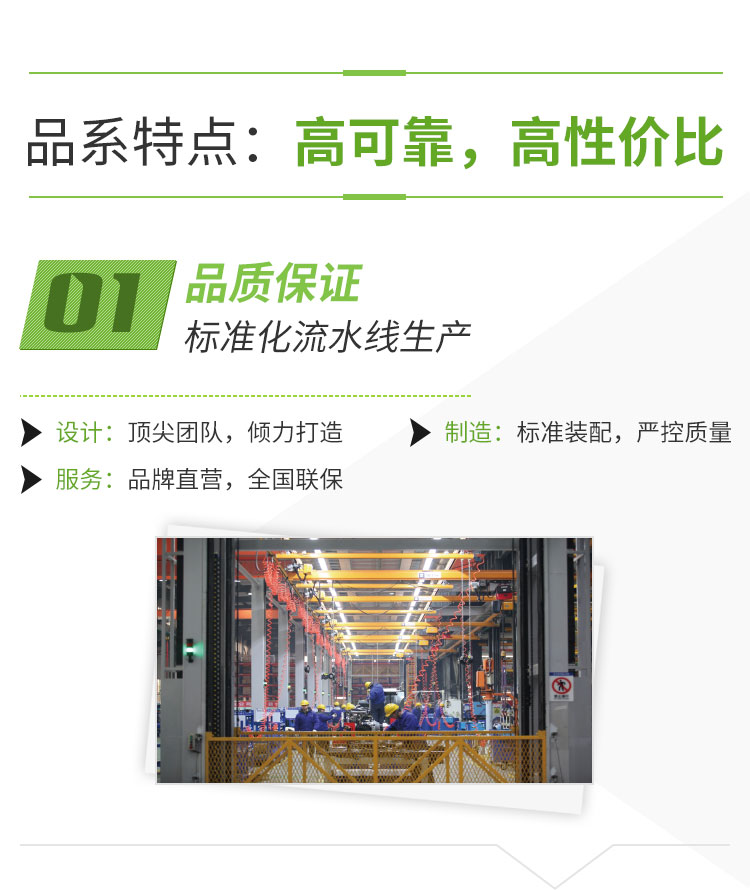 品系特点：高可靠，高性价比
01
品质保证
标准化流水线生产
设计：顶尖团队，倾力打造
制造：标准装配，严控质量
服务：品牌直营，全国联保